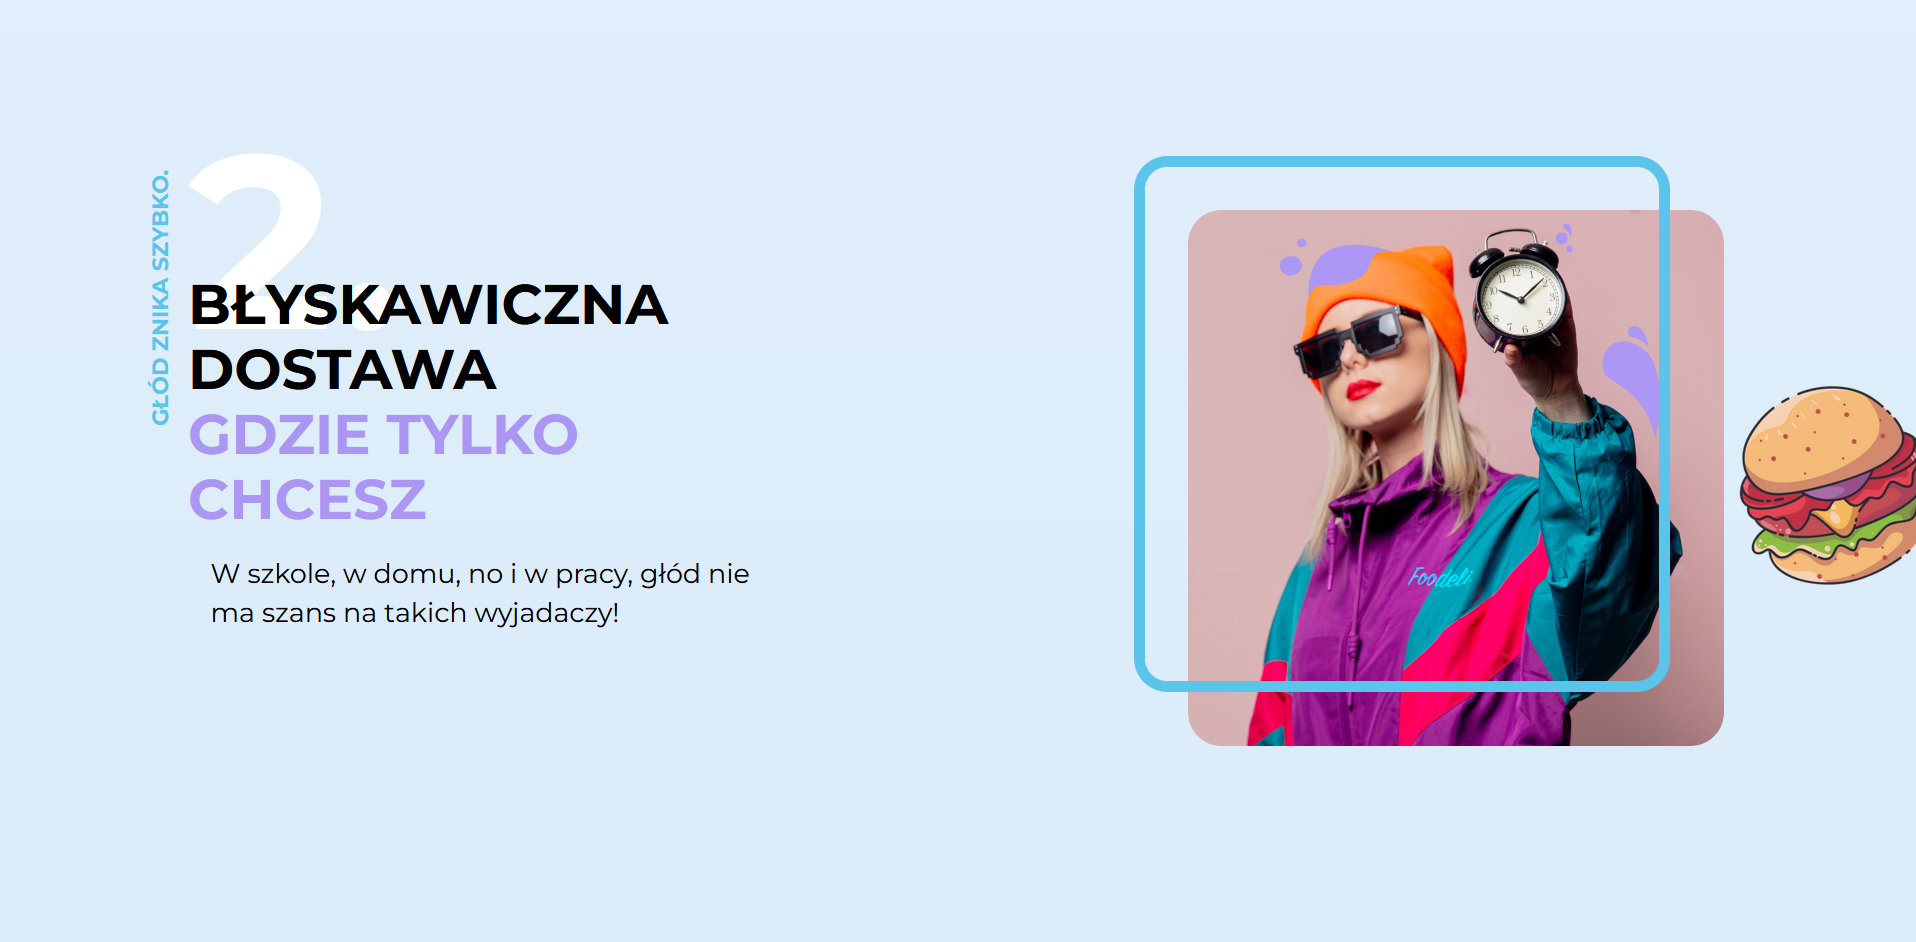 GŁÓD ZNIKA SZYBKO.
2.
BŁYSKAWICZNA
DOSTAWA
GDZIE TYLKO
CHCESZ
W szkole, w domu, no i w pracy, głód nie
ma szans na takich wyjadaczy!
Foodeli
12